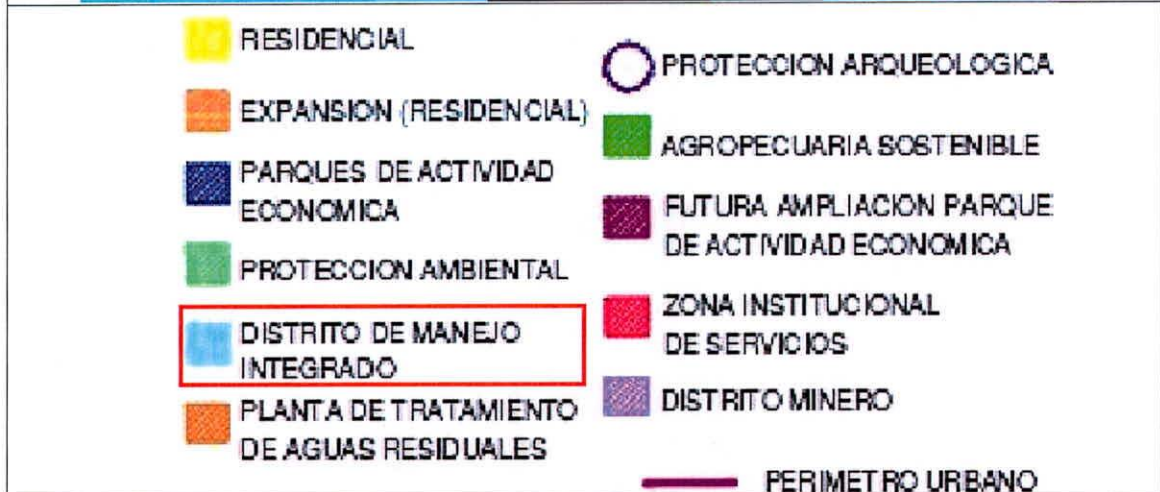 RESIDENCIAL
EXPANSION (RESIDENCIAL)
PARQUES DE ACTIVIDAD
ECONOMICA
PROTECCION AMBIENTAL
DISTRITO DE MANEJO
INTEGRADO
PLANTA DE TRATAMIENTO
DE AGUAS RESIDUALES
PROTECCION ARQUEOLOGICA
AGROPECUARIA SOSTENIBLE
FUTURA AMPLIACION PARQUE
DE ACTIVIDAD ECONOMICA
ZONA INSTITUCIONAL
DE SERVICIOS
DISTRITO MINERO
PERIMETRO URBANO